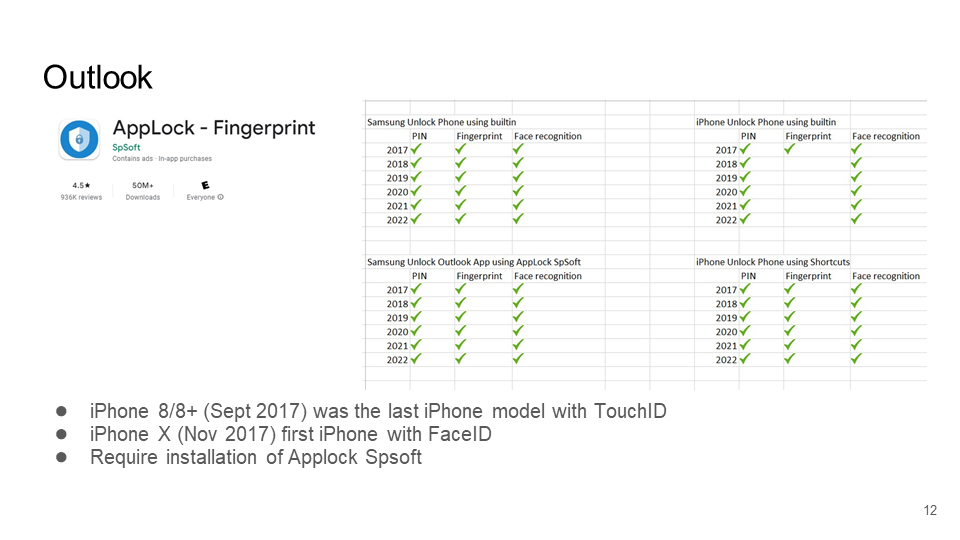 Outlook
AppLock - Fingerprint
SpSoft
Contains ads · In-app purchases
4.5★ 50M+ E
936K reviews Downloads Everyone
Samsung Unlock Phone using builtin
PIN Fingerprint Face recognition
2017 ✓ ✓ ✓
2018 ✓ ✓ ✓
2019 ✓ ✓ ✓
2020 ✓ ✓ ✓
2021 ✓ ✓ ✓
2022 ✓ ✓ ✓
iPhone Unlock Phone using builtin
PIN Fingerprint Face recognition
2017 ✓ ✓ ✓
2018 ✓ ✓
2019 ✓ ✓
2020 ✓ ✓
2021 ✓ ✓
2022 ✓ ✓
Samsung Unlock Outlook App using AppLock SpSoft
PIN Fingerprint Face recognition
2017 ✓ ✓ ✓
2018 ✓ ✓ ✓
2019 ✓ ✓ ✓
2020 ✓ ✓ ✓
2021 ✓ ✓ ✓
2022 ✓ ✓ ✓
iPhone Unlock Phone using Shortcuts
PIN Fingerprint Face recognition
2017 ✓ ✓ ✓
2018 ✓ ✓ ✓
2019 ✓ ✓ ✓
2020 ✓ ✓ ✓
2021 ✓ ✓ ✓
2022 ✓ ✓ ✓
● iPhone 8/8+ (Sept 2017) was the last iPhone model with TouchID
● iPhone X (Nov 2017) first iPhone with FaceID
● Require installation of Applock Spsoft
12